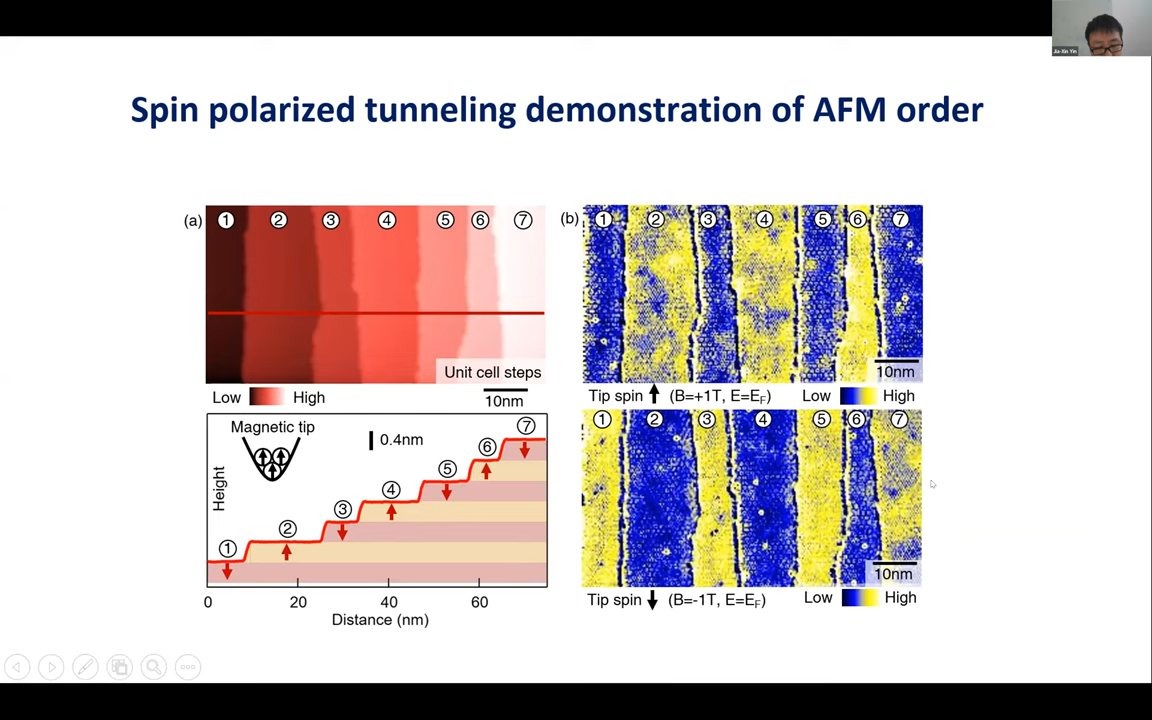 Jia-Xin Yin
Spin polarized tunneling demonstration of AFM order
(a) ① ② ③ ④ ⑤ ⑥ ⑦
Unit cell steps
Low High
10nm
Magnetic tip
0.4nm
Height
① ② ③ ④ ⑤ ⑥ ⑦
0 20 40 60
Distance (nm)
(b) ① ② ③ ④ ⑤ ⑥ ⑦
10nm
Tip spin ↑ (B=+1T, E=E_F) Low High
① ② ③ ④ ⑤ ⑥ ⑦
10nm
Tip spin ↓ (B=-1T, E=E_F) Low High